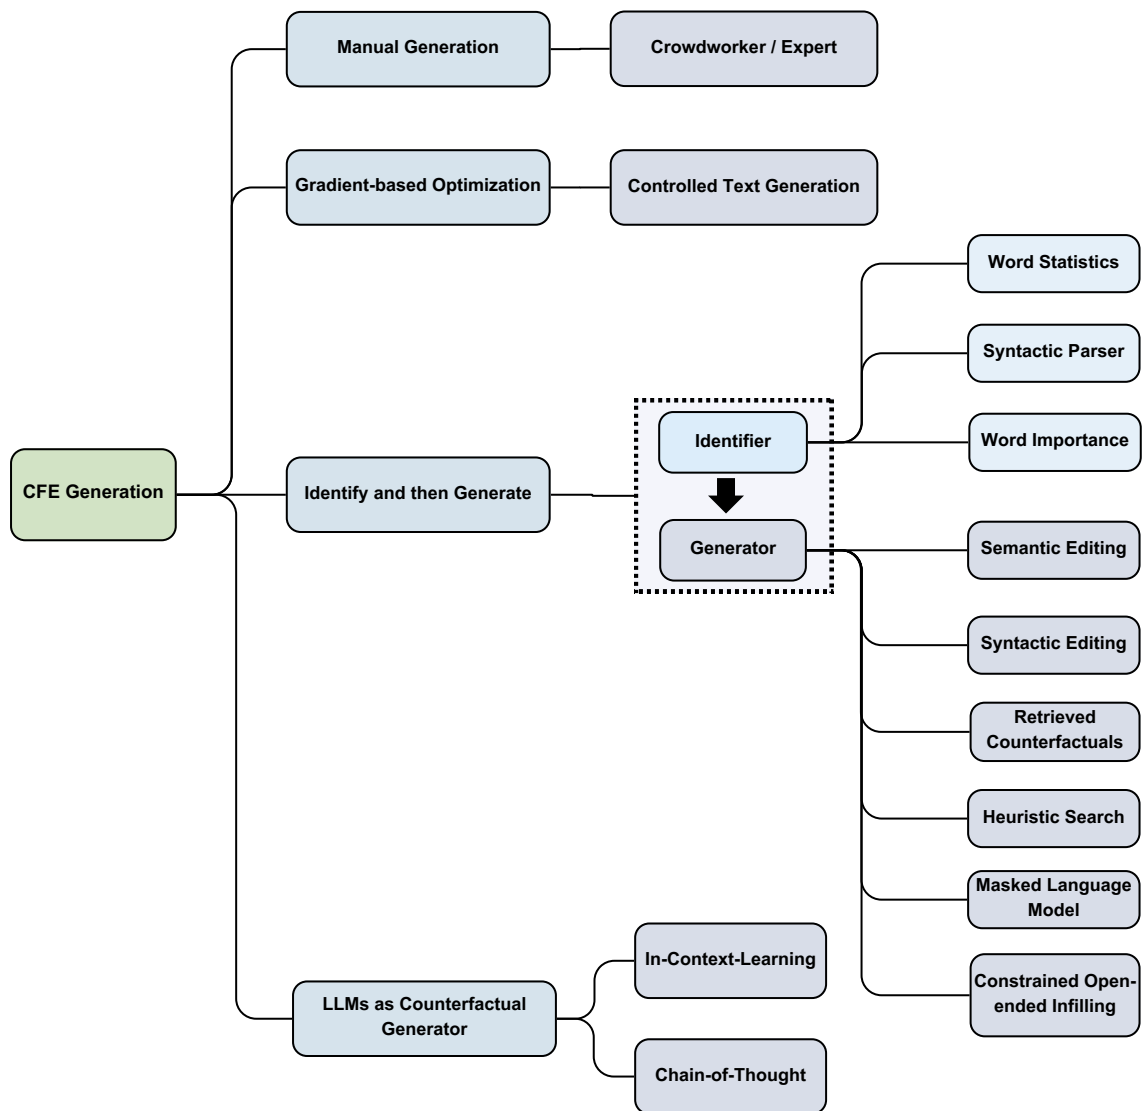 Manual Generation
Crowdworker / Expert
Gradient-based Optimization
Controlled Text Generation
Word Statistics
Syntactic Parser
Identifier
Word Importance
CFE Generation
Identify and then Generate
Generator
Semantic Editing
Syntactic Editing
Retrieved
Counterfactuals
Heuristic Search
Masked Language
Model
In-Context-Learning
Constrained Open-
ended Infilling
LLMs as Counterfactual
Generator
Chain-of-Thought